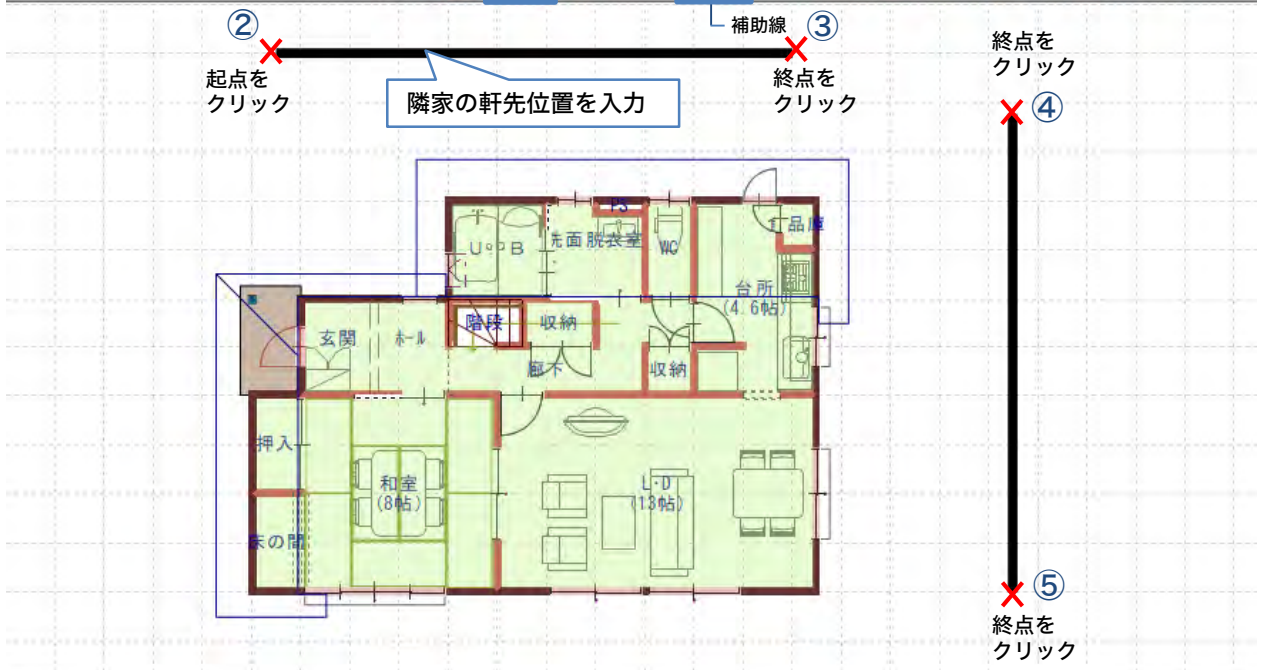 補助線
②
③
起点を
クリック
終点を
クリック
隣家の軒先位置を入力
終点を
クリック
④
PS
U B
洗面脱衣室
WC
品庫
台所
(4.6帖)
玄関
ホール
階段
収納
廊下
収納
押入
和室
(8帖)
L・D
(13帖)
床の間
⑤
終点を
クリック